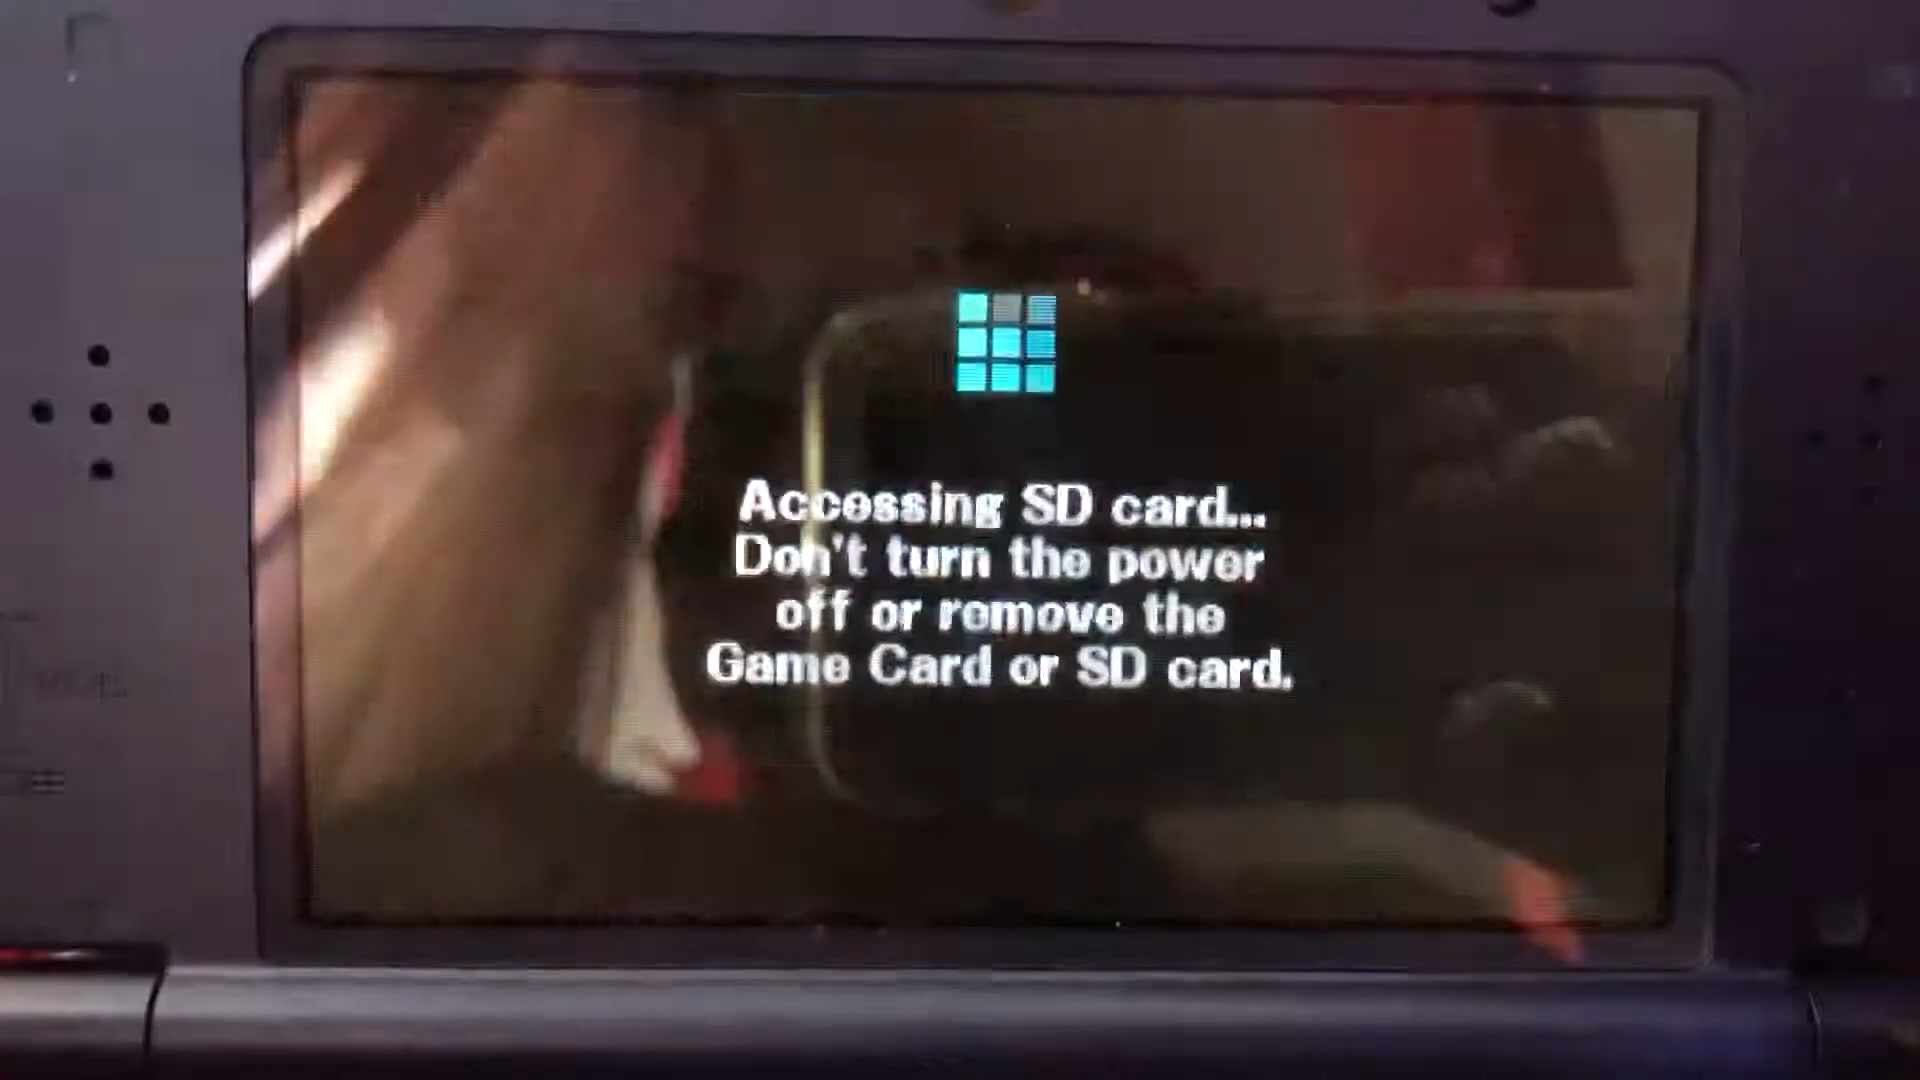 Accessing SD card...
Don't turn the power
off or remove the
Game Card or SD card.